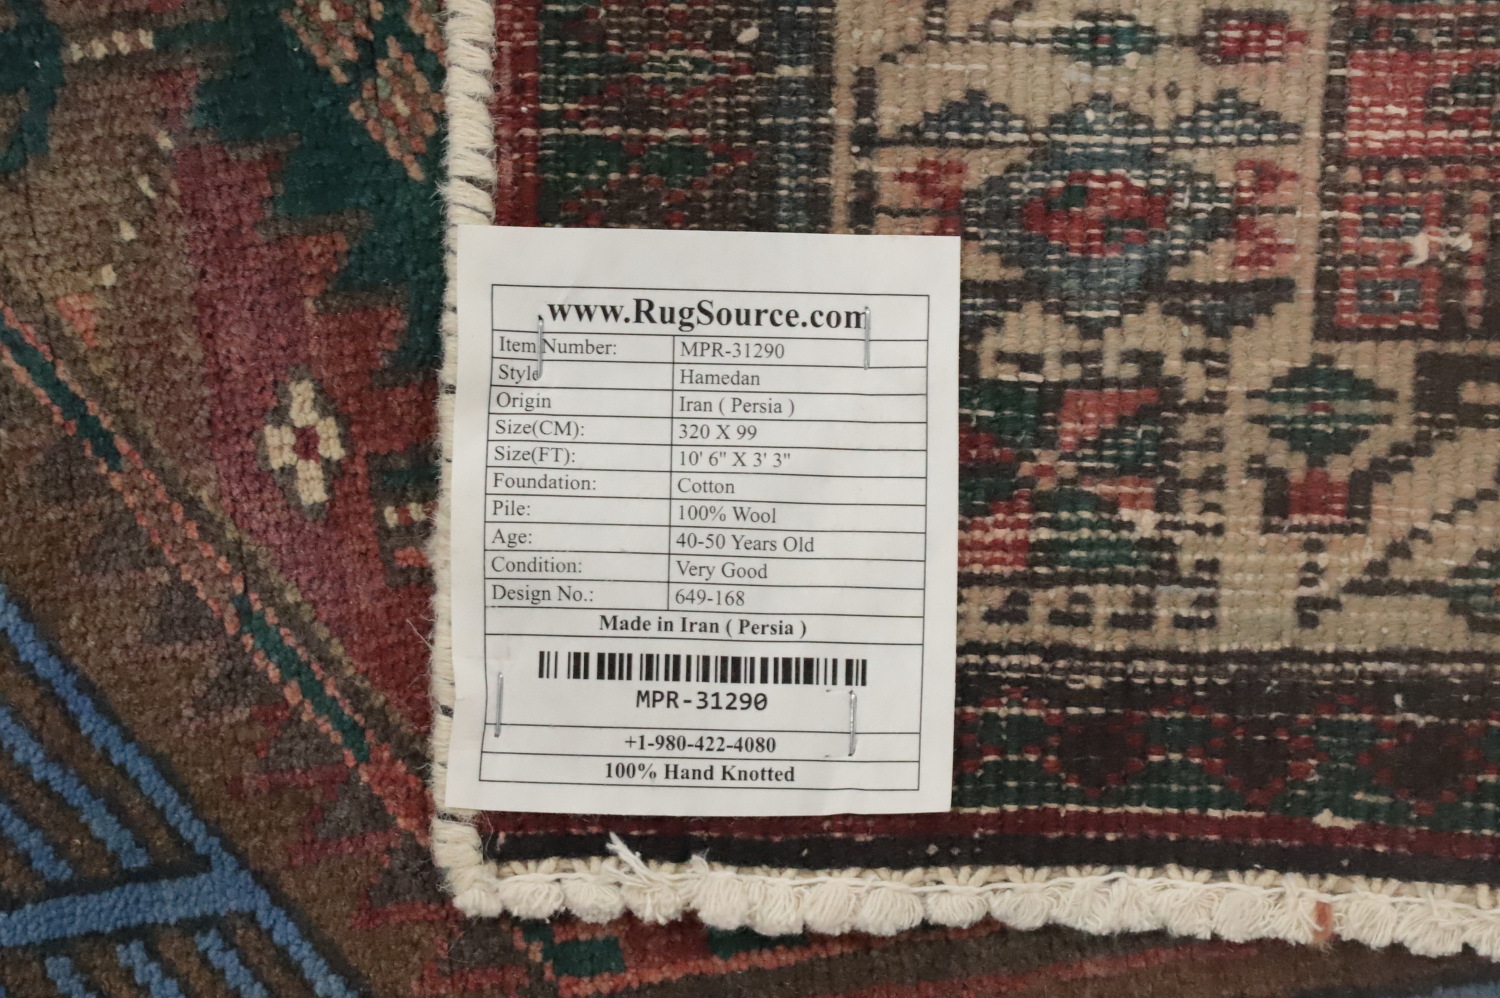 www.RugSource.com
Item Number: MPR-31290
Style Hamedan
Origin Iran ( Persia )
Size(CM): 320 X 99
Size(FT): 10' 6" X 3' 3"
Foundation: Cotton
Pile: 100% Wool
Age: 40-50 Years Old
Condition: Very Good
Design No.: 649-168
Made in Iran ( Persia )
MPR-31290
+1-980-422-4080
100% Hand Knotted